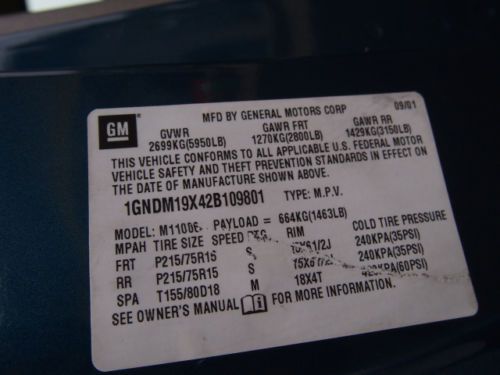 GM
MFD BY GENERAL MOTORS CORP 09/01
GVWR GAWR FRT GAWR RR
2699KG(5950LB) 1270KG(2800LB) 1429KG(3150LB)
THIS VEHICLE CONFORMS TO ALL APPLICABLE U.S. FEDERAL MOTOR
VEHICLE SAFETY AND THEFT PREVENTION STANDARDS IN EFFECT ON
THE DATE OF MANUFACTURE SHOWN ABOVE.
1GNDM19X42B109801 TYPE: M.P.V.
MODEL: PAYLOAD = 664KG(1463LB)
MPAH TIRE SIZE SPEED RIM COLD TIRE PRESSURE
FRT P215/75R16 S 240KPA(35PSI)
RR P215/75R15 S 240KPA(35PSI)
SPA T155/80D18 M 18X4T
SEE OWNER'S MANUAL FOR MORE INFORMATION.